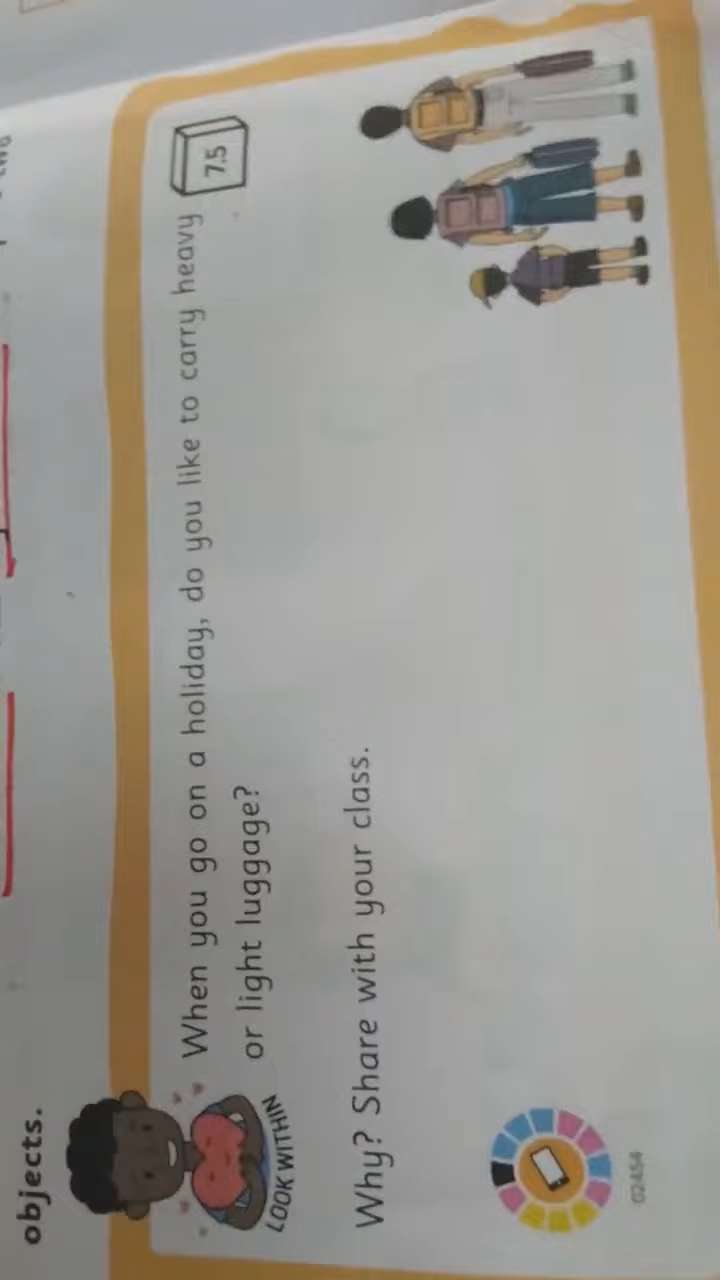 objects.
When you go on a holiday, do you like to carry heavy
or light luggage?
7.5
LOOK WITHIN
Why? Share with your class.
02454